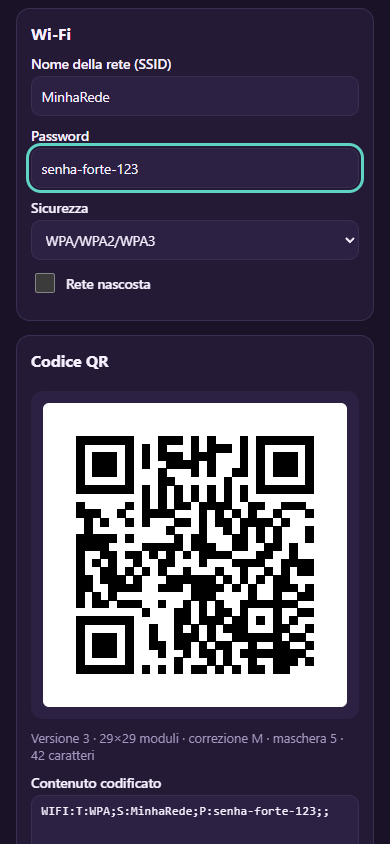 Wi-Fi
Nome della rete (SSID)
MinhaRede
Password
senha-forte-123
Sicurezza
WPA/WPA2/WPA3
Rete nascosta
Codice QR
Versione 3 · 29×29 moduli · correzione M · maschera 5 ·
42 caratteri
Contenuto codificato
WIFI:T:WPA;S:MinhaRede;P:senha-forte-123;;